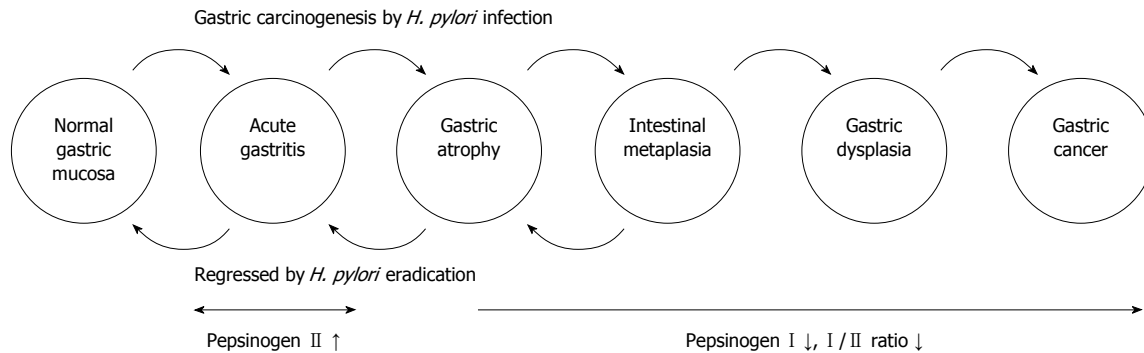 Gastric carcinogenesis by H. pylori infection
Normal
gastric
mucosa
Acute
gastritis
Gastric
atrophy
Intestinal
metaplasia
Gastric
dysplasia
Gastric
cancer
Regressed by H. pylori eradication
Pepsinogen Ⅱ ↑
Pepsinogen Ⅰ ↓, Ⅰ/Ⅱ ratio ↓